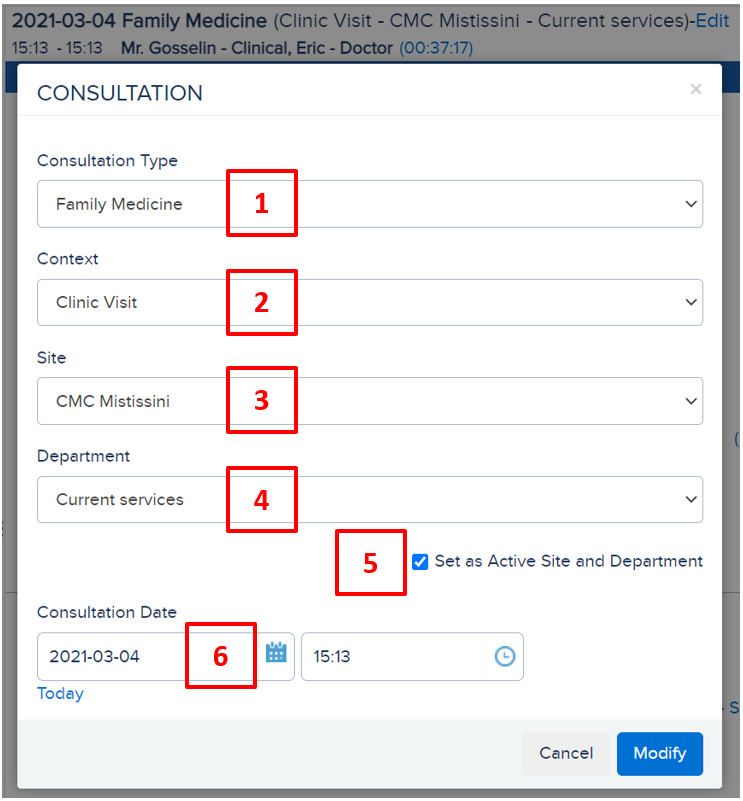 2021-03-04 Family Medicine (Clinic Visit - CMC Mistissini - Current services)-Edit
15:13 - 15:13 Mr. Gosselin - Clinical, Eric - Doctor (00:37:17)
CONSULTATION ×
Consultation Type
Family Medicine 1
Context
Clinic Visit 2
Site
CMC Mistissini 3
Department
Current services 4
5 Set as Active Site and Department
Consultation Date
2021-03-04 6 15:13
Today
Cancel Modify